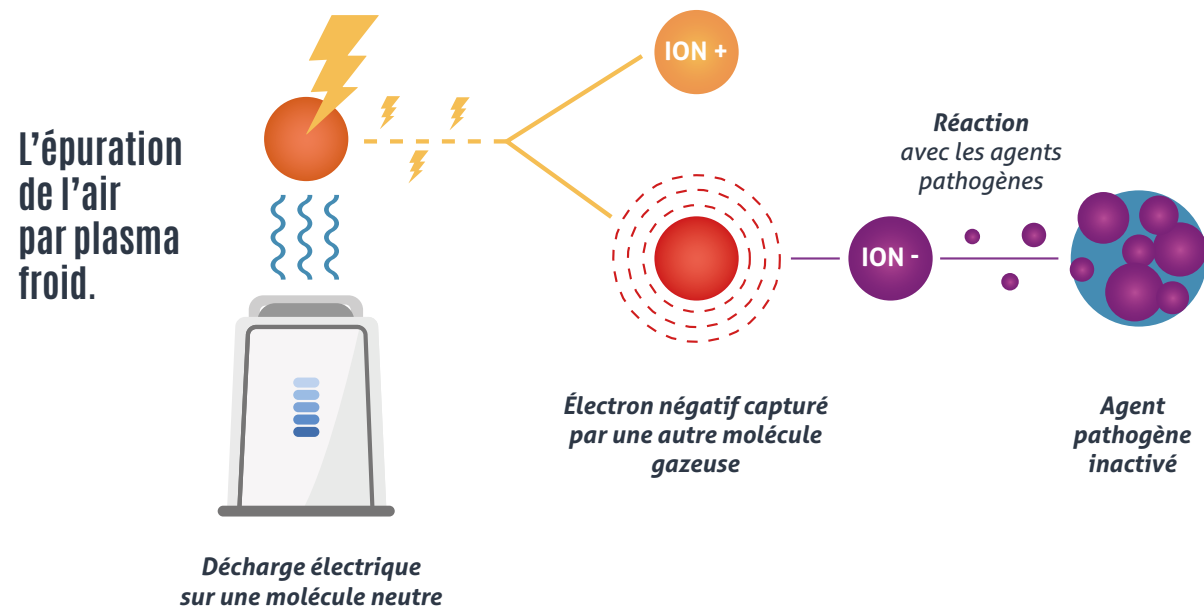 L'épuration
de l'air
par plasma
froid.
ION +
Réaction
avec les agents
pathogènes
ION -
Électron négatif capturé
par une autre molécule
gazeuse
Agent
pathogène
inactivé
Décharge électrique
sur une molécule neutre